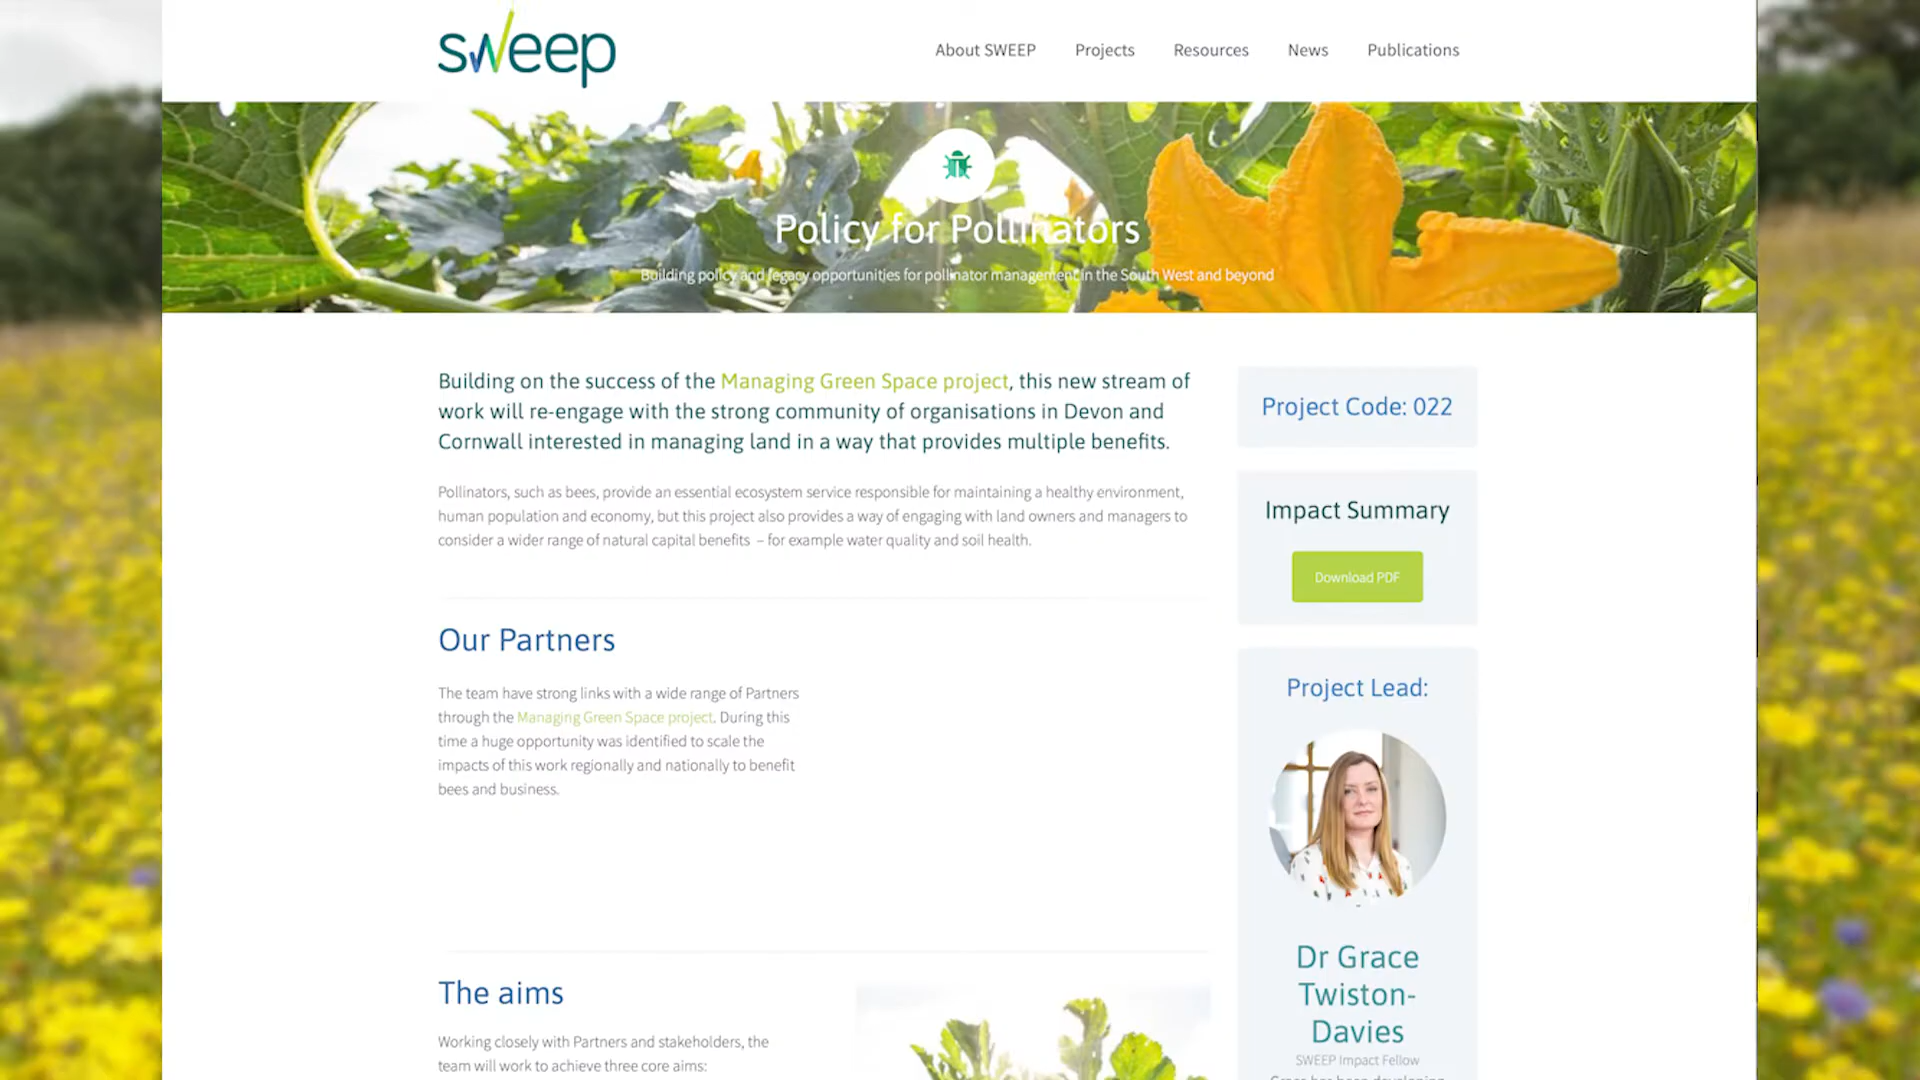 sweep
About SWEEP Projects Resources News Publications
Policy for Pollinators
Building policy and legacy opportunities for pollinator management in the South West and beyond
Building on the success of the Managing Green Space project, this new stream of
work will re-engage with the strong community of organisations in Devon and
Cornwall interested in managing land in a way that provides multiple benefits.
Pollinators, such as bees, provide an essential ecosystem service responsible for maintaining a healthy environment,
human population and economy, but this project also provides a way of engaging with land owners and managers to
consider a wider range of natural capital benefits – for example water quality and soil health.
Our Partners
The team have strong links with a wide range of Partners
through the Managing Green Space project. During this
time a huge opportunity was identified to scale the
impacts of this work regionally and nationally to benefit
bees and business.
The aims
Working closely with Partners and stakeholders, the
team will work to achieve three core aims:
Project Code: 022
Impact Summary
Download PDF
Project Lead:
Dr Grace
Twiston-
Davies
SWEEP Impact Fellow
Grace has been developing